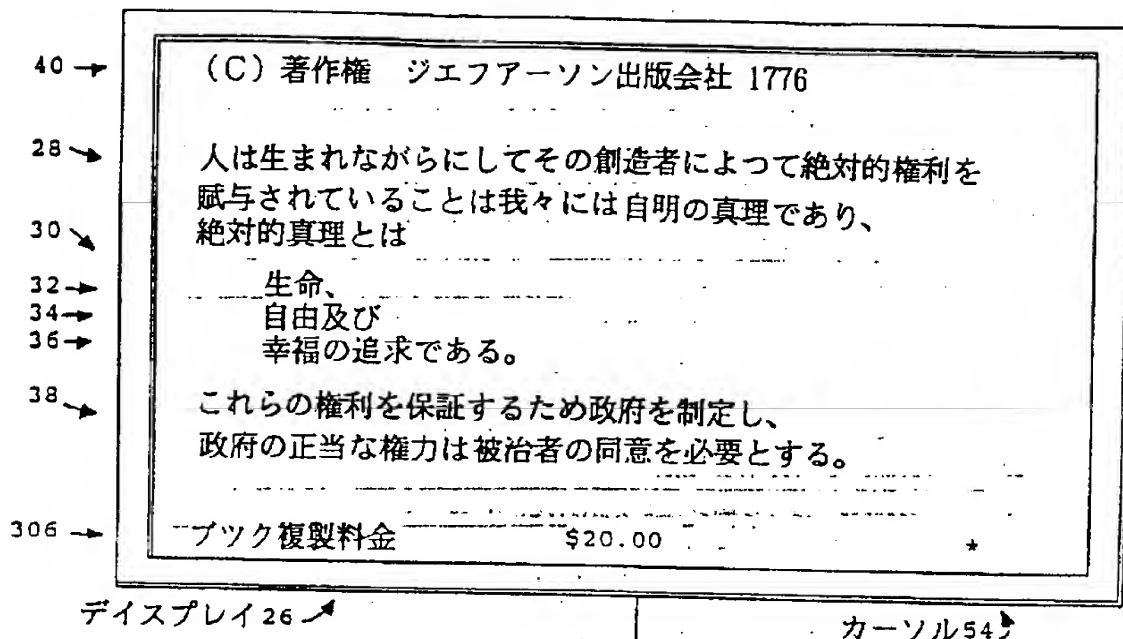 40 (C)著作権 ジエフアーソン出版会社 1776
28 人は生まれながらにしてその創造者によつて絶対的権利を
賦与されていることは我々には自明の真理であり、
30 絶対的真理とは
32 生命、
34 自由及び
36 幸福の追求である。
38 これらの権利を保証するため政府を制定し、
政府の正当な権力は被治者の同意を必要とする。
306 ブツク複製料金 $20.00 *
デイスプレイ26 カーソル54